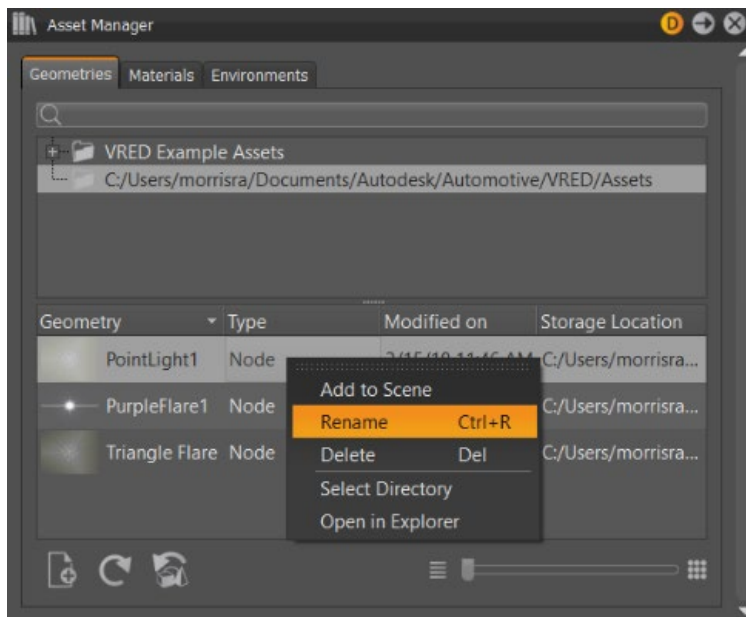 Asset Manager
D
Geometries Materials Environments
VRED Example Assets
C:/Users/morrisra/Documents/Autodesk/Automotive/VRED/Assets
Geometry Type Modified on Storage Location
PointLight1 Node C:/Users/morrisra...
PurpleFlare1 Node C:/Users/morrisra...
Triangle Flare Node C:/Users/morrisra...
Add to Scene
Rename Ctrl+R
Delete Del
Select Directory
Open in Explorer